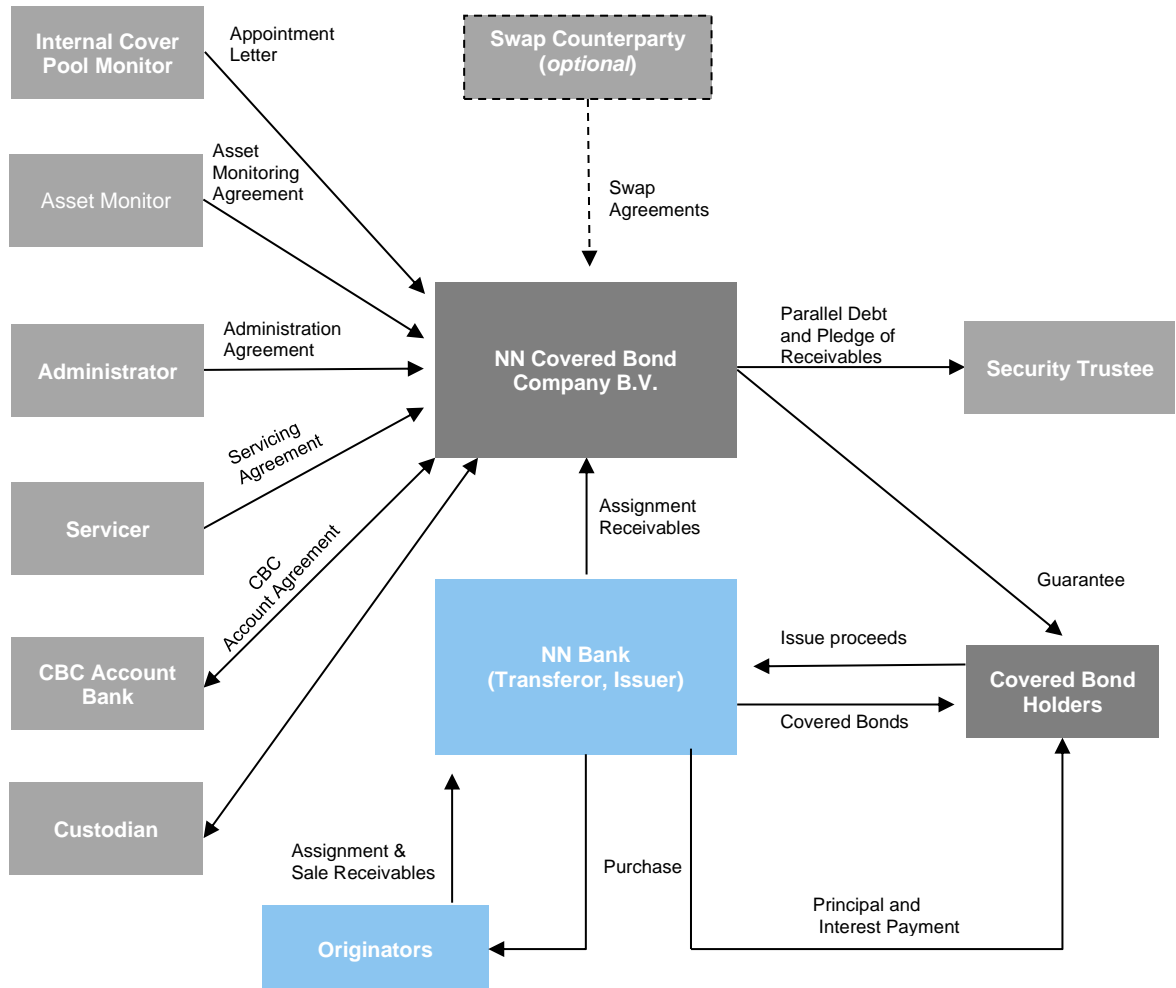 Internal Cover
Pool Monitor
Appointment
Letter
Swap Counterparty
(optional)
Asset Monitor
Asset
Monitoring
Agreement
Swap
Agreements
Administrator
Administration
Agreement
NN Covered Bond
Company B.V.
Parallel Debt
and Pledge of
Receivables
Security Trustee
Servicer
Servicing
Agreement
Assignment
Receivables
CBC Account
Bank
CBC
Account Agreement
NN Bank
(Transferor, Issuer)
Guarantee
Issue proceeds
Covered Bonds
Covered Bond
Holders
Custodian
Assignment &
Sale Receivables
Purchase
Principal and
Interest Payment
Originators